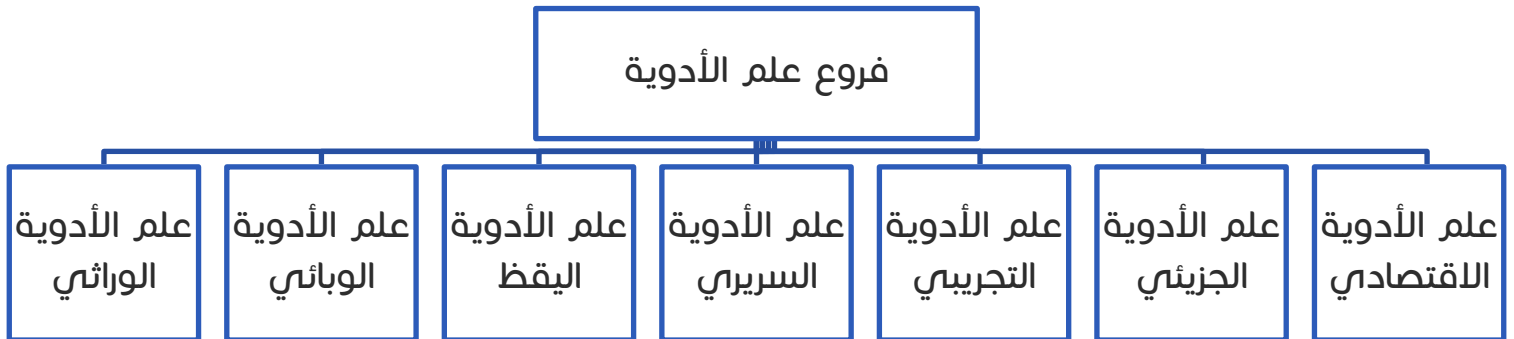 فروع علم الأدوية
علم الأدوية
الاقتصادي
علم الأدوية
الجزيئي
علم الأدوية
التجريبي
علم الأدوية
السريري
علم الأدوية
اليقظ
علم الأدوية
الوبائي
علم الأدوية
الوراثي